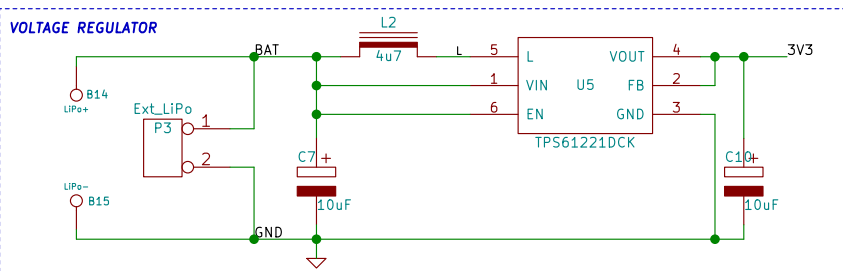 VOLTAGE REGULATOR
L2
4u7
BAT
L
5
L
VOUT
4
3V3
1
VIN
U5
FB
2
6
EN
GND
3
TPS61221DCK
B14
LiPo+
Ext_LiPo
P3
1
2
C7
+
10uF
C10
+
10uF
LiPo-
B15
GND